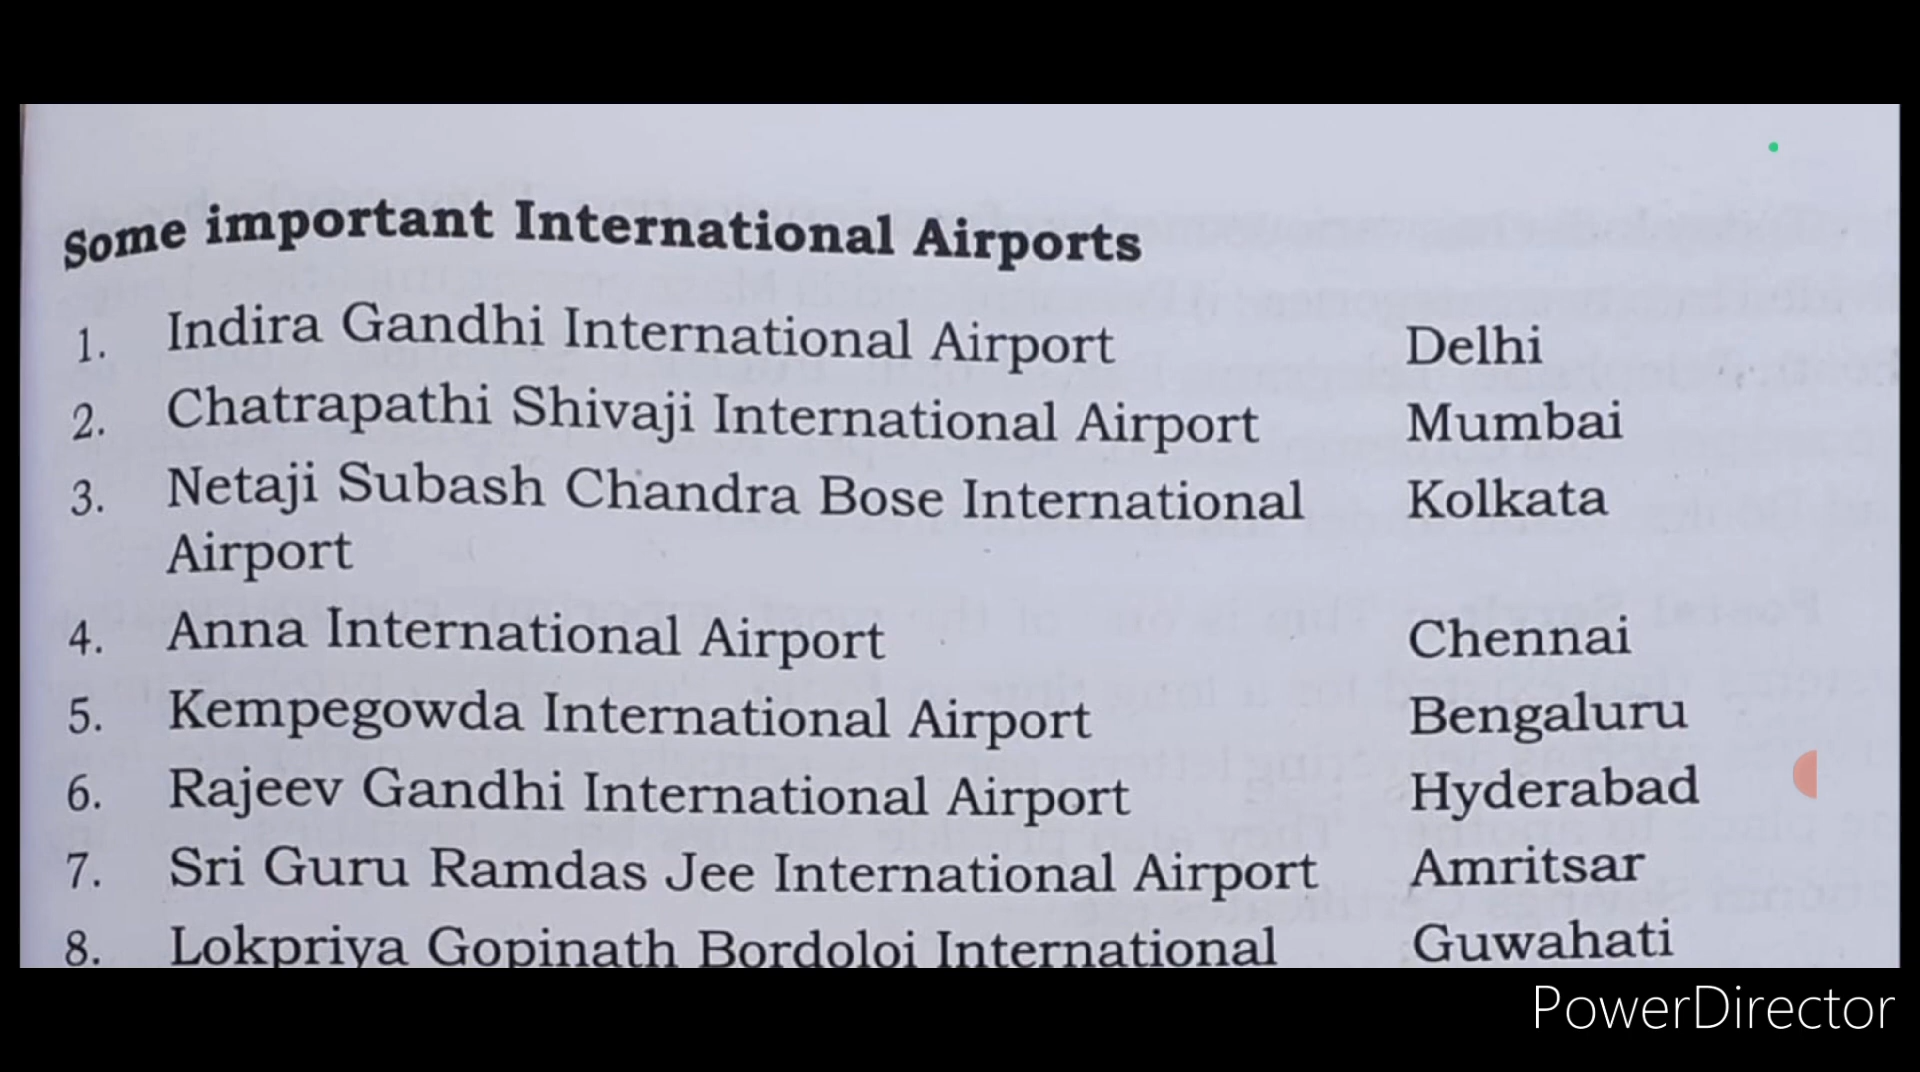 Some important International Airports
1. Indira Gandhi International Airport Delhi
2. Chatrapathi Shivaji International Airport Mumbai
3. Netaji Subash Chandra Bose International Kolkata
Airport
4. Anna International Airport Chennai
5. Kempegowda International Airport Bengaluru
6. Rajeev Gandhi International Airport Hyderabad
7. Sri Guru Ramdas Jee International Airport Amritsar
8. Lokpriya Gopinath Bordoloi International Guwahati
PowerDirector